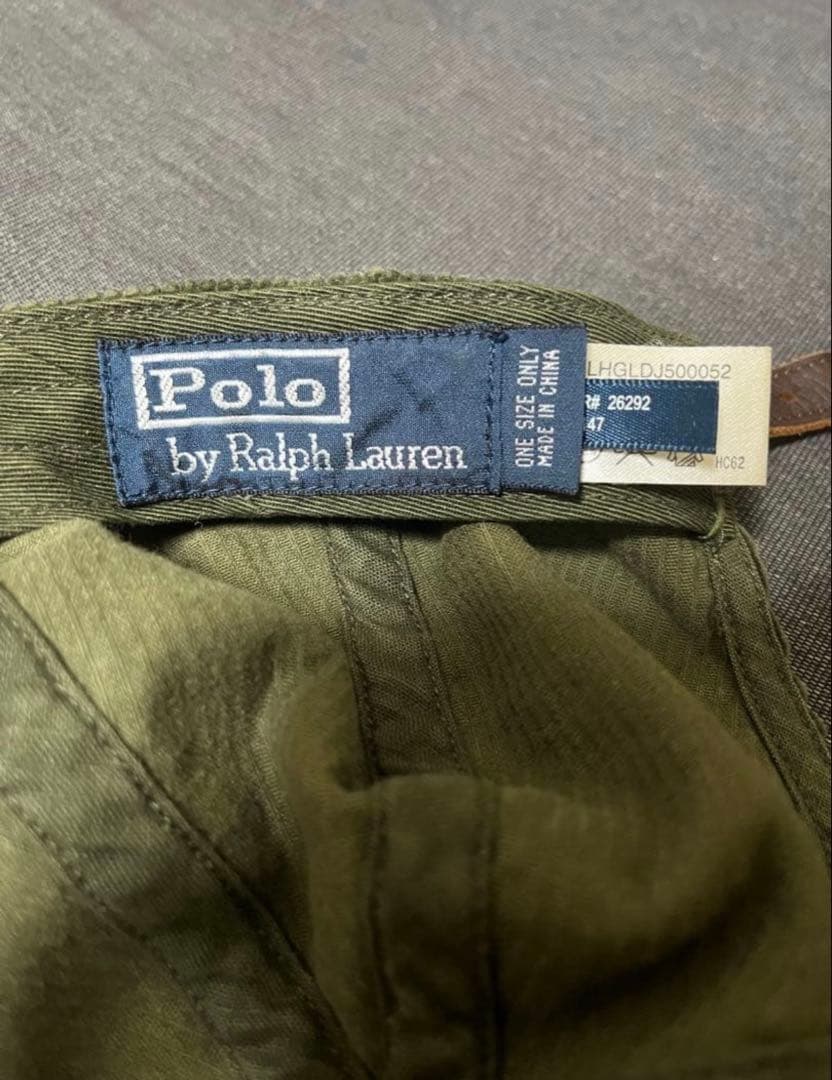 Polo
by Ralph Lauren
ONE SIZE ONLY
MADE IN CHINA
LHGLDJ500052
R# 26292
47
HC62